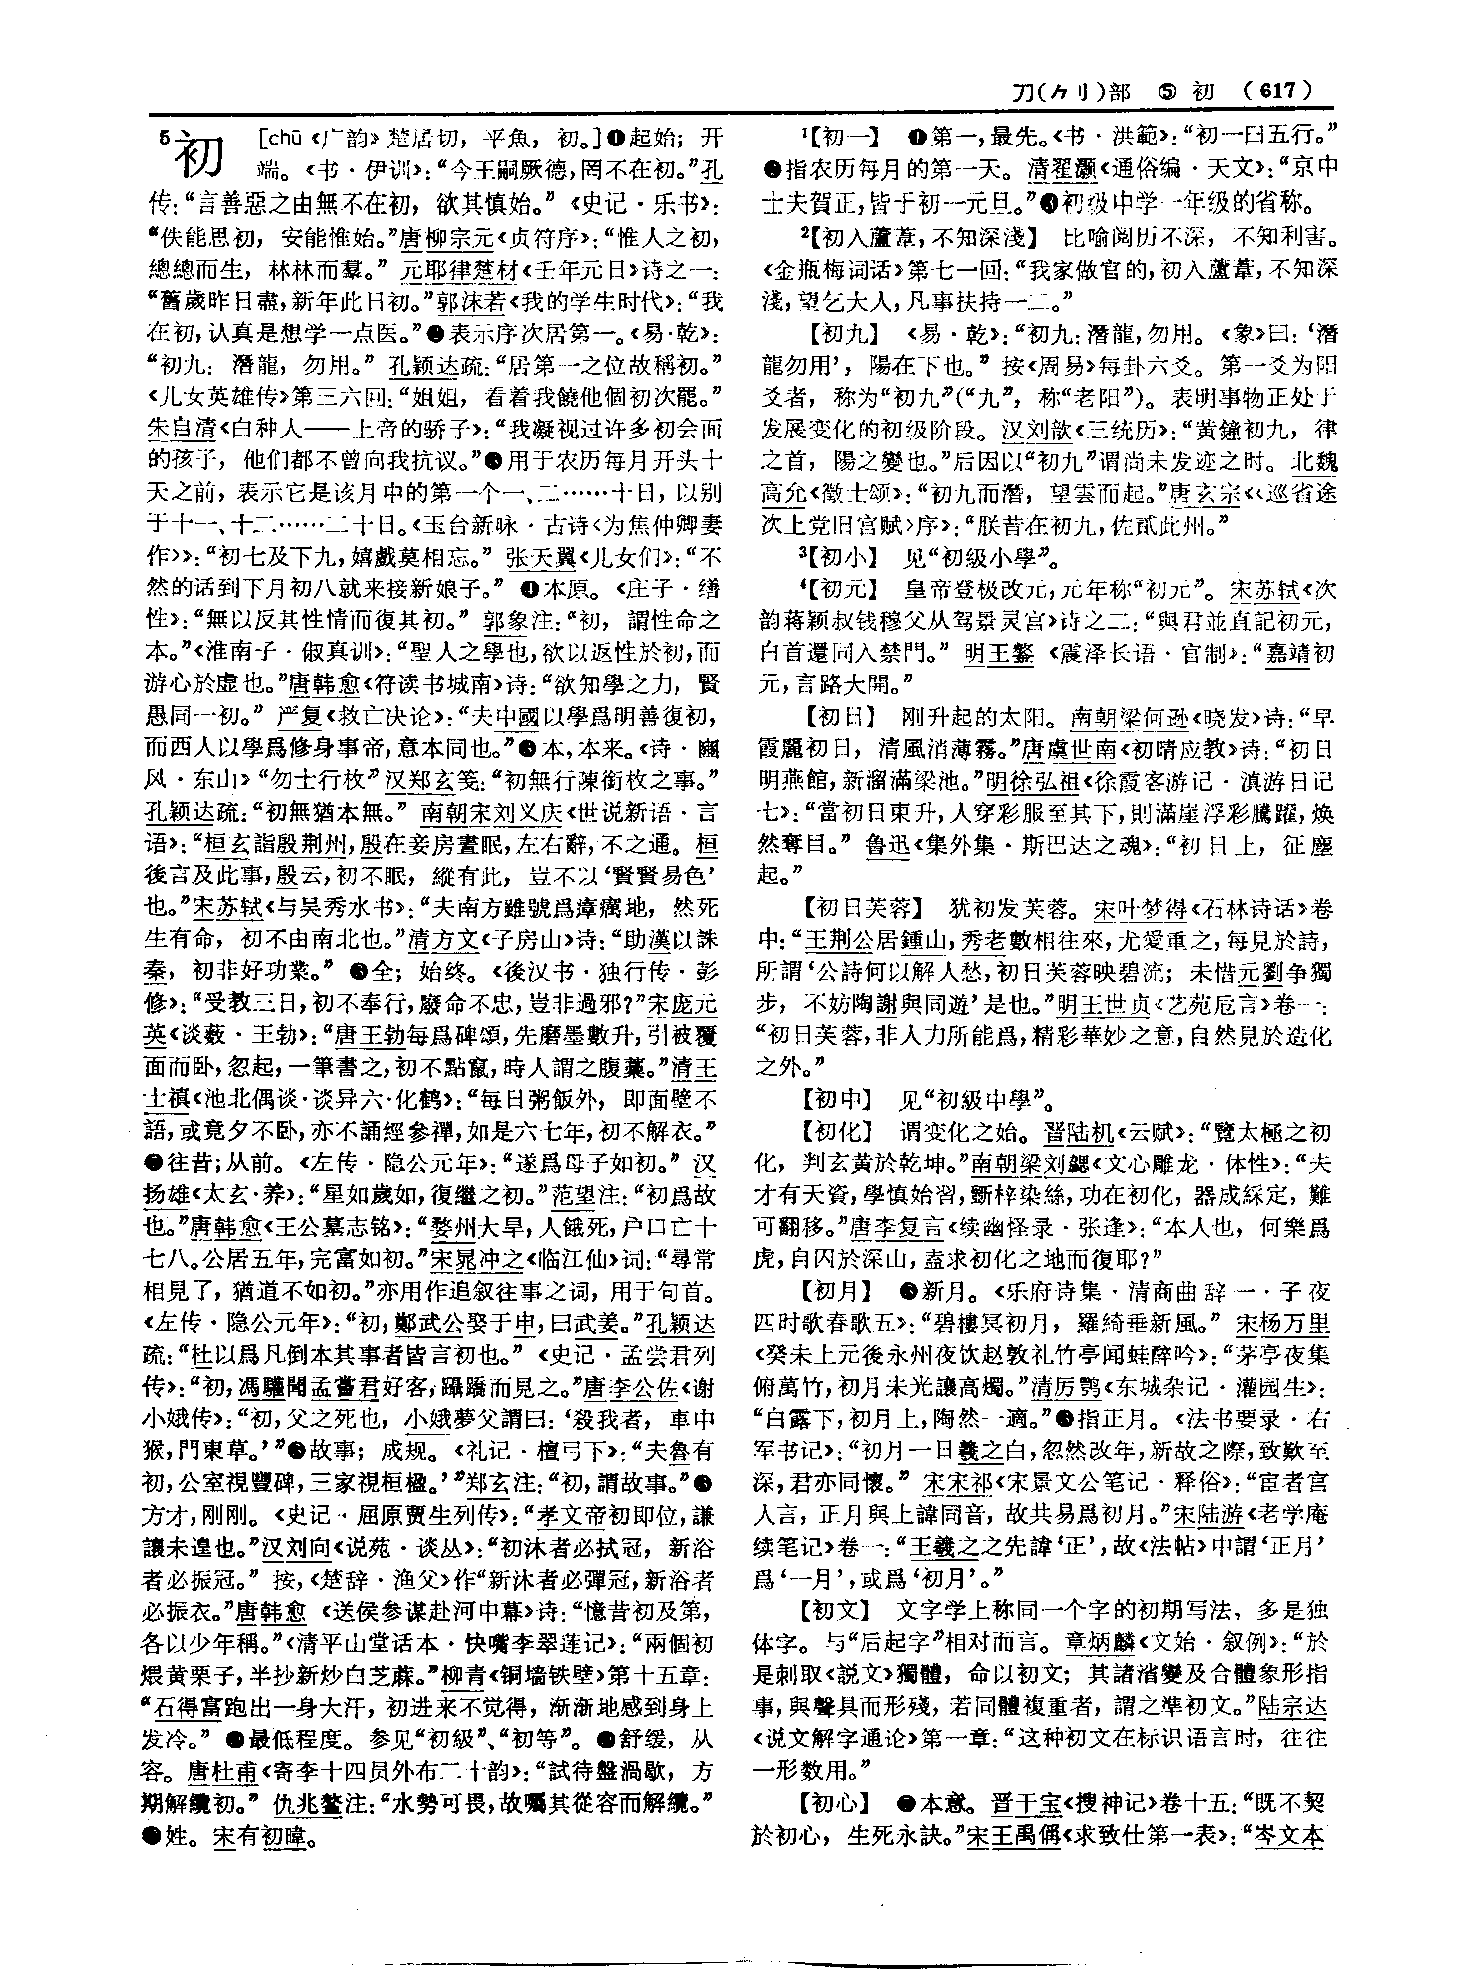 刀(⺈刂)部 ⑤ 初 (617)
⁵初 [chū《广韵》楚居切，平魚，初。]❶起始；开
端。《书·伊训》：“今王嗣厥德，罔不在初。”孔
传：“言善惡之由無不在初，欲其慎始。”《史记·乐书》：
“佚能思初，安能惟始。”唐柳宗元《贞符序》：“惟人之初，
總總而生，林林而羣。”元耶律楚材《壬年元日》诗之一：
“舊歲昨日盡，新年此日初。”郭沫若《我的学生时代》：“我
在初，认真是想学一点医。”❷表示序次居第一。《易·乾》：
“初九：潛龍，勿用。”孔颖达疏：“居第一之位故稱初。”
《儿女英雄传》第三六回：“姐姐，看着我饒他個初次罷。”
朱自清《白种人——上帝的骄子》：“我凝视过许多初会面
的孩子，他们都不曾向我抗议。”❸用于农历每月开头十
天之前，表示它是该月中的第一个一、二……十日，以别
于十一、十二……二十日。《玉台新咏·古诗〈为焦仲卿妻
作〉》：“初七及下九，嬉戲莫相忘。”张天翼《儿女们》：“不
然的话到下月初八就来接新娘子。”❹本原。《庄子·缮
性》：“無以反其性情而復其初。”郭象注：“初，謂性命之
本。”《淮南子·俶真训》：“聖人之學也，欲以返性於初，而
游心於虛也。”唐韩愈《符读书城南》诗：“欲知學之力，賢
愚同一初。”严复《救亡决论》：“夫中國以學爲明善復初，
而西人以學爲修身事帝，意本同也。”❺本，本来。《诗·豳
风·东山》“勿士行枚”汉郑玄笺：“初無行陳銜枚之事。”
孔颖达疏：“初無猶本無。”南朝宋刘义庆《世说新语·言
语》：“桓玄詣殷荆州，殷在妾房晝眠，左右辭，不之通。桓
後言及此事，殷云，初不眠，縱有此，豈不以‘賢賢易色’
也。”宋苏轼《与吴秀水书》：“夫南方雖號爲瘴癘地，然死
生有命，初不由南北也。”清方文《子房山》诗：“助漢以誅
秦，初非好功業。”❻全；始终。《後汉书·独行传·彭
修》：“受教三日，初不奉行，廢命不忠，豈非過邪？”宋庞元
英《谈薮·王勃》：“唐王勃每爲碑頌，先磨墨數升，引被覆
面而卧，忽起，一筆書之，初不點竄，時人謂之腹藁。”清王
士禛《池北偶谈·谈异六·化鹤》：“每日粥飯外，即面壁不
語，或竟夕不卧，亦不誦經參禪，如是六七年，初不解衣。”
❼往昔；从前。《左传·隐公元年》：“遂爲母子如初。”汉
扬雄《太玄·养》：“星如歲如，復繼之初。”范望注：“初爲故
也。”唐韩愈《王公墓志铭》：“婺州大旱，人餓死，户口亡十
七八。公居五年，完富如初。”宋晁冲之《临江仙》词：“尋常
相見了，猶道不如初。”亦用作追叙往事之词，用于句首。
《左传·隐公元年》：“初，鄭武公娶于申，曰武姜。”孔颖达
疏：“杜以爲凡倒本其事者皆言初也。”《史记·孟尝君列
传》：“初，馮驩聞孟嘗君好客，躡蹻而見之。”唐李公佐《谢
小娥传》：“初，父之死也，小娥夢父謂曰：‘殺我者，車中
猴，門東草。’”❽故事；成规。《礼记·檀弓下》：“夫魯有
初，公室視豐碑，三家視桓楹。’”郑玄注：“初，謂故事。”❾
方才，刚刚。《史记·屈原贾生列传》：“孝文帝初即位，謙
讓未遑也。”汉刘向《说苑·谈丛》：“初沐者必拭冠，新浴
者必振冠。”按，《楚辞·渔父》作“新沐者必彈冠，新浴者
必振衣。”唐韩愈《送侯参谋赴河中幕》诗：“憶昔初及第，
各以少年稱。”《清平山堂话本·快嘴李翠莲记》：“兩個初
煨黄栗子，半抄新炒白芝蔴。”柳青《铜墙铁壁》第十五章：
“石得富跑出一身大汗，初进来不觉得，渐渐地感到身上
发冷。”❿最低程度。参见“初級”、“初等”。⓫舒缓，从
容。唐杜甫《寄李十四员外布二十韵》：“試待盤渦歇，方
期解纜初。”仇兆鳌注：“水勢可畏，故囑其從容而解纜。”
⓬姓。宋有初暐。
¹【初一】 ❶第一，最先。《书·洪範》：“初一曰五行。”
❷指农历每月的第一天。清翟灝《通俗编·天文》：“京中
士夫賀正，皆于初一元旦。”❸初级中学一年级的省称。
²【初入蘆葦，不知深淺】 比喻阅历不深，不知利害。
《金瓶梅词话》第七一回：“我家做官的，初入蘆葦，不知深
淺，望乞大人，凡事扶持一二。”
【初九】 《易·乾》：“初九：潛龍，勿用。《象》曰：‘潛
龍勿用’，陽在下也。”按《周易》每卦六爻。第一爻为阳
爻者，称为“初九”(“九”，称“老阳”)。表明事物正处于
发展变化的初级阶段。汉刘歆《三统历》：“黄鐘初九，律
之首，陽之變也。”后因以“初九”谓尚未发迹之时。北魏
高允《徵士颂》：“初九而潛，望雲而起。”唐玄宗《〈巡省途
次上党旧宫赋〉序》：“朕昔在初九，佐貳此州。”
³【初小】 见“初級小學”。
⁴【初元】 皇帝登极改元，元年称“初元”。宋苏轼《次
韵蒋颖叔钱穆父从驾景灵宫》诗之二：“與君並直記初元，
白首還同入禁門。”明王鏊《震泽长语·官制》：“嘉靖初
元，言路大開。”
【初日】 刚升起的太阳。南朝梁何逊《晓发》诗：“早
霞麗初日，清風消薄霧。”唐虞世南《初晴应教》诗：“初日
明燕館，新溜滿梁池。”明徐弘祖《徐霞客游记·滇游日记
七》：“當初日東升，人穿彩服至其下，則滿崖浮彩騰躍，焕
然奪目。”鲁迅《集外集·斯巴达之魂》：“初日上，征塵
起。”
【初日芙蓉】 犹初发芙蓉。宋叶梦得《石林诗话》卷
中：“王荆公居鍾山，秀老數相往來，尤愛重之，每見於詩，
所謂‘公詩何以解人愁，初日芙蓉映碧流；未惜元劉争獨
步，不妨陶謝與同遊’是也。”明王世贞《艺苑卮言》卷一：
“初日芙蓉，非人力所能爲，精彩華妙之意，自然見於造化
之外。”
【初中】 见“初級中學”。
【初化】 谓变化之始。晋陆机《云赋》：“覽太極之初
化，判玄黄於乾坤。”南朝梁刘勰《文心雕龙·体性》：“夫
才有天資，學慎始習，斲梓染絲，功在初化，器成綵定，難
可翻移。”唐李复言《续幽怪录·张逢》：“本人也，何樂爲
虎，自囚於深山，盍求初化之地而復耶？”
【初月】 ❶新月。《乐府诗集·清商曲辞一·子夜
四时歌春歌五》：“碧樓冥初月，羅綺垂新風。”宋杨万里
《癸未上元後永州夜饮赵敦礼竹亭闻蛙醉吟》：“茅亭夜集
俯萬竹，初月未光讓高燭。”清厉鹗《东城杂记·灌园生》：
“白露下，初月上，陶然一適。”❷指正月。《法书要录·右
军书记》：“初月一日羲之白，忽然改年，新故之際，致歎至
深，君亦同懷。”宋宋祁《宋景文公笔记·释俗》：“宦者宫
人言，正月與上諱同音，故共易爲初月。”宋陆游《老学庵
续笔记》卷一：“王羲之之先諱‘正’，故《法帖》中謂‘正月’
爲‘一月’，或爲‘初月’。”
【初文】 文字学上称同一个字的初期写法，多是独
体字。与“后起字”相对而言。章炳麟《文始·叙例》：“於
是刺取《説文》獨體，命以初文；其諸渻變及合體象形指
事，與聲具而形殘，若同體複重者，謂之準初文。”陆宗达
《说文解字通论》第一章：“这种初文在标识语言时，往往
一形数用。”
【初心】 ❶本意。晋干宝《搜神记》卷十五：“既不契
於初心，生死永訣。”宋王禹偁《求致仕第一表》：“岑文本